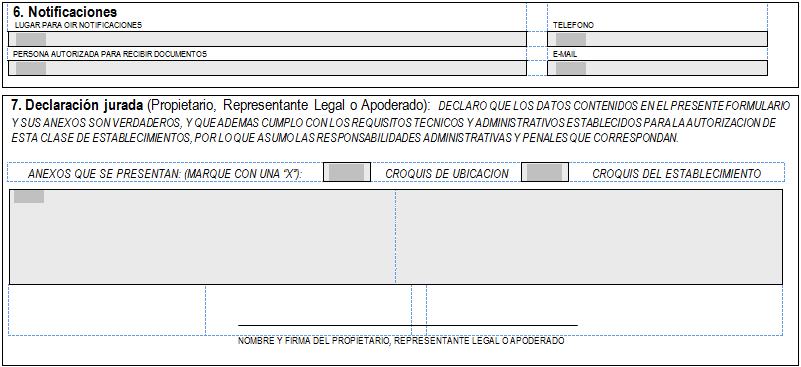 6. Notificaciones
LUGAR PARA OIR NOTIFICACIONES TELEFONO
PERSONA AUTORIZADA PARA RECIBIR DOCUMENTOS E-MAIL
7. Declaración jurada (Propietario, Representante Legal o Apoderado): DECLARO QUE LOS DATOS CONTENIDOS EN EL PRESENTE FORMULARIO
Y SUS ANEXOS SON VERDADEROS, Y QUE ADEMAS CUMPLO CON LOS REQUISITOS TECNICOS Y ADMINISTRATIVOS ESTABLECIDOS PARA LA AUTORIZACION DE
ESTA CLASE DE ESTABLECIMIENTOS, POR LO QUE ASUMO LAS RESPONSABILIDADES ADMINISTRATIVAS Y PENALES QUE CORRESPONDAN.
ANEXOS QUE SE PRESENTAN: (MARQUE CON UNA “X”): CROQUIS DE UBICACION CROQUIS DEL ESTABLECIMIENTO
NOMBRE Y FIRMA DEL PROPIETARIO, REPRESENTANTE LEGAL O APODERADO